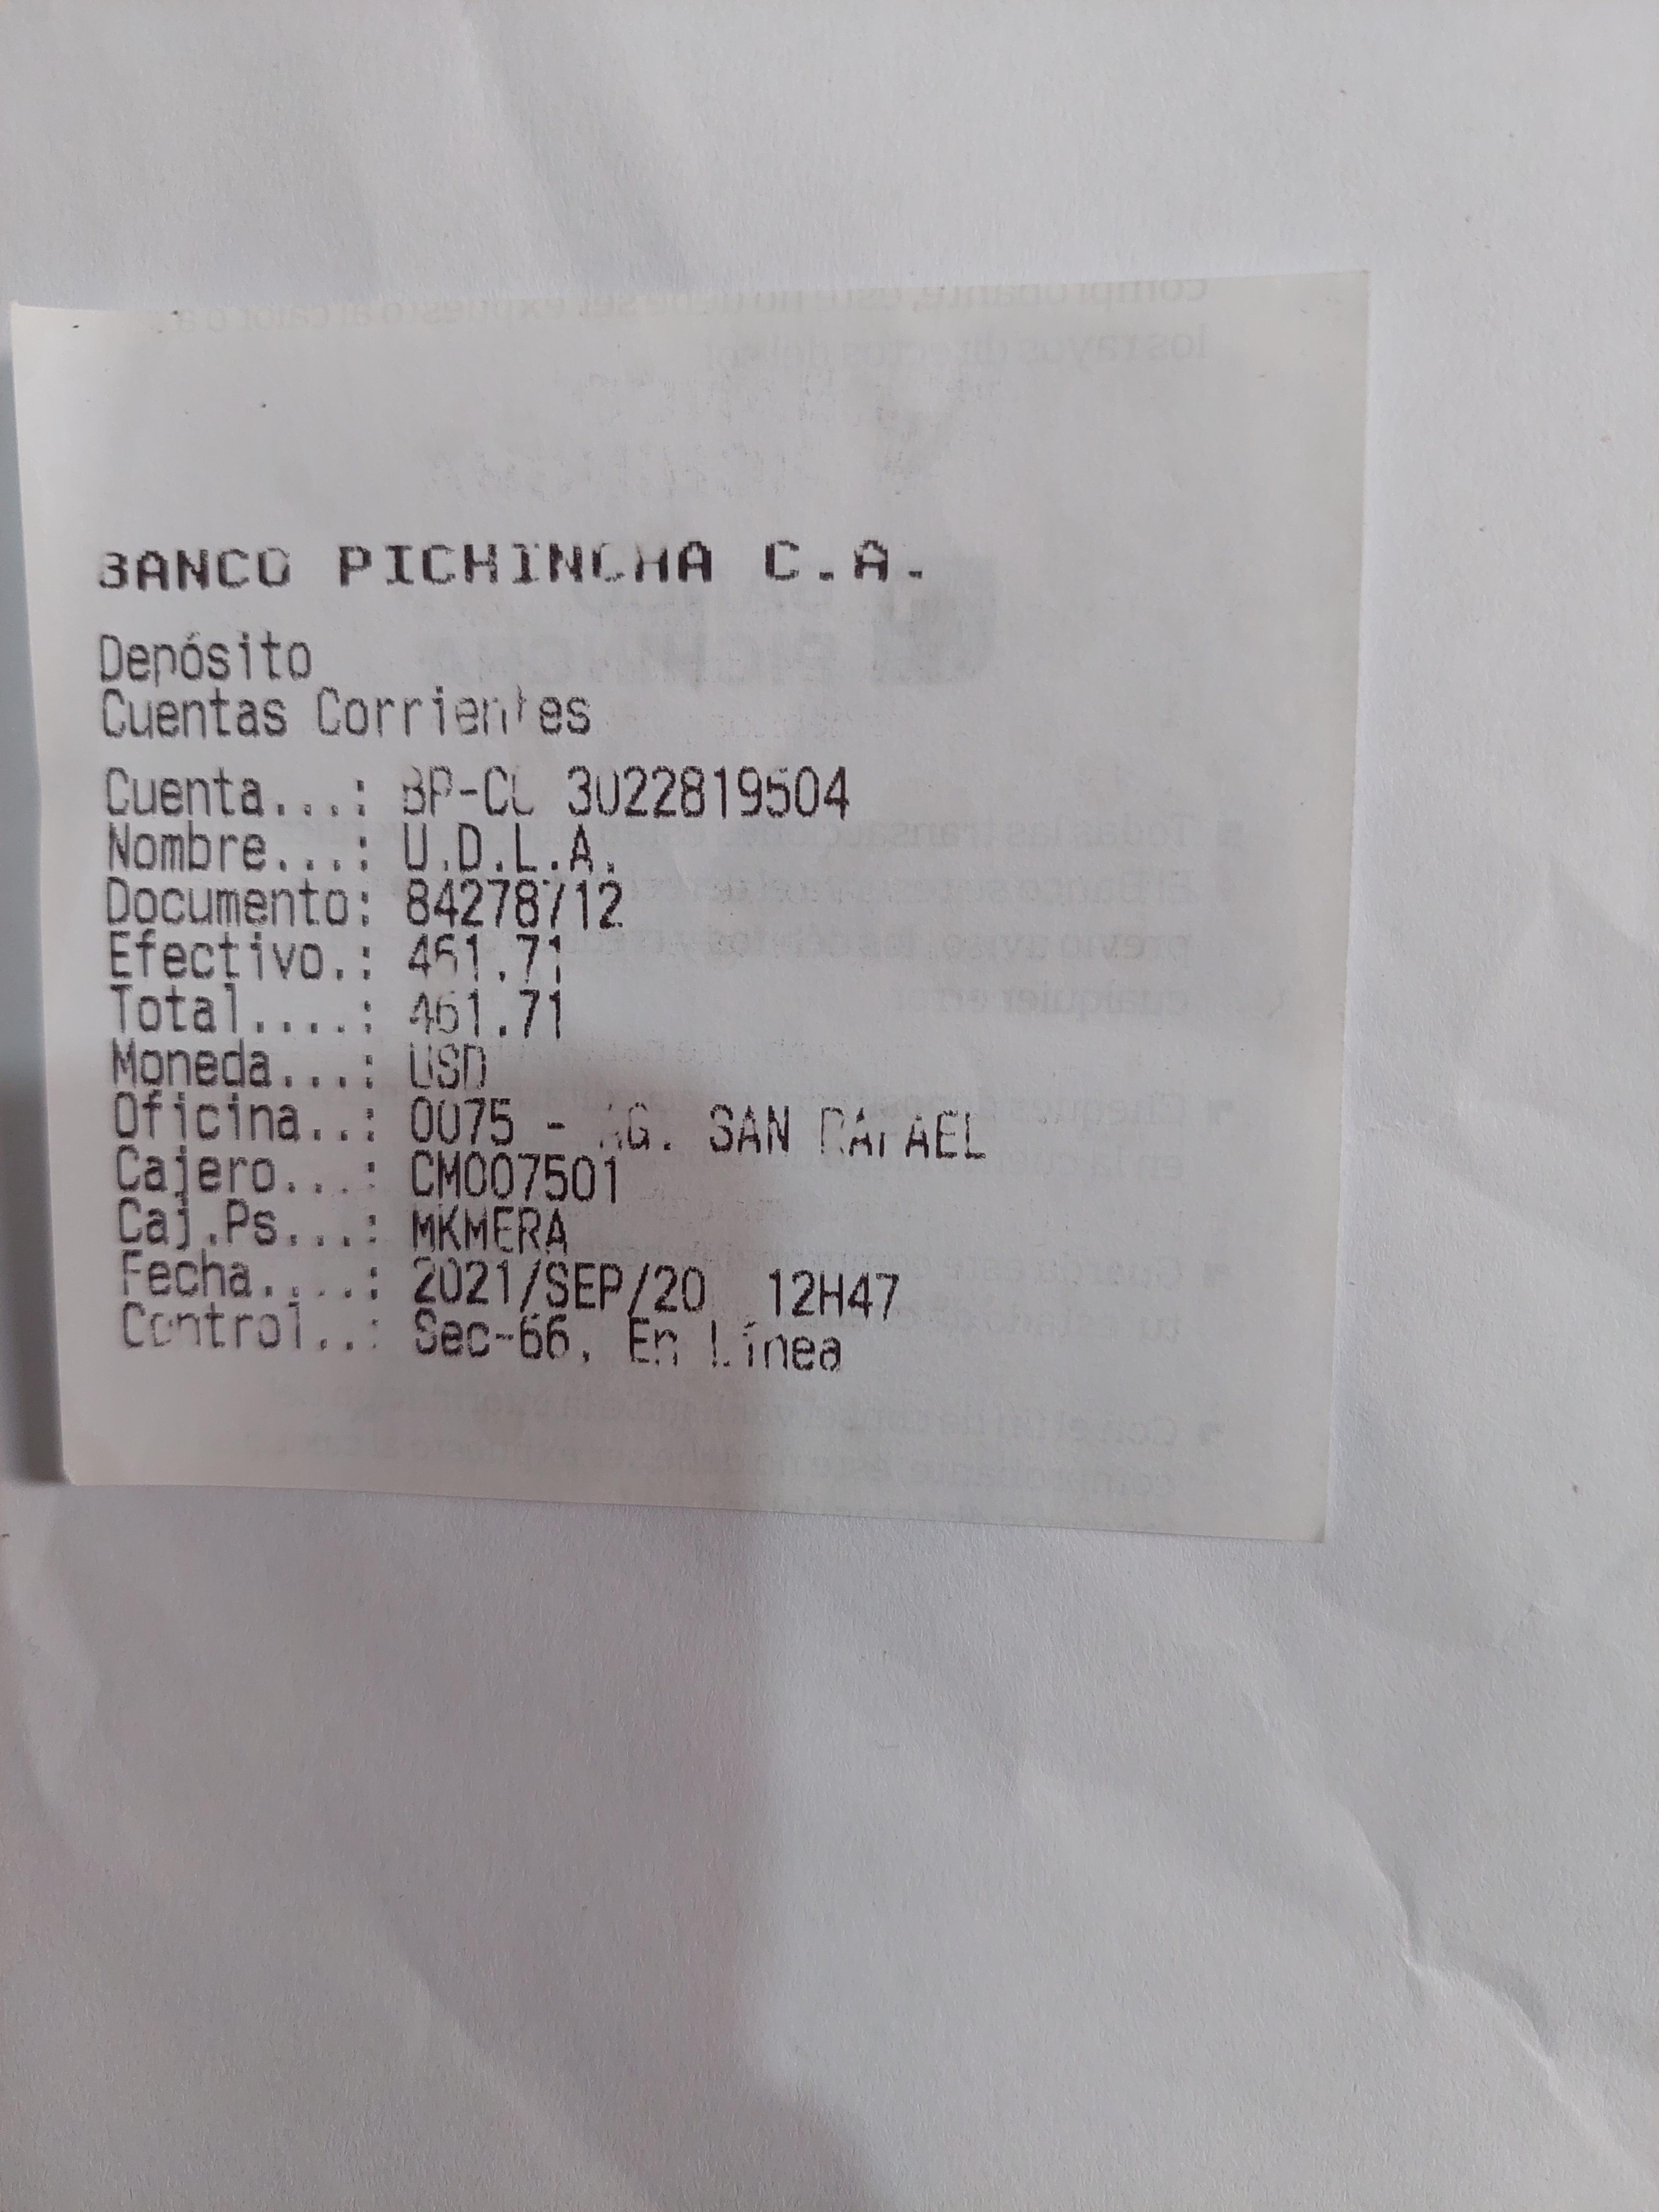 BANCO PICHINCHA C.A.
Depósito
Cuentas Corrientes
Cuenta...: BP-CC 3022819504
Nombre...: U.D.L.A.
Documento: 84278712
Efectivo.: 461.71
Total....: 461.71
Moneda...: USD
Oficina..: 0075 - AG. SAN RAFAEL
Cajero...: CM007501
Caj.Ps...: MKMERA
Fecha....: 2021/SEP/20 12H47
Control..: Sec-66, En Línea